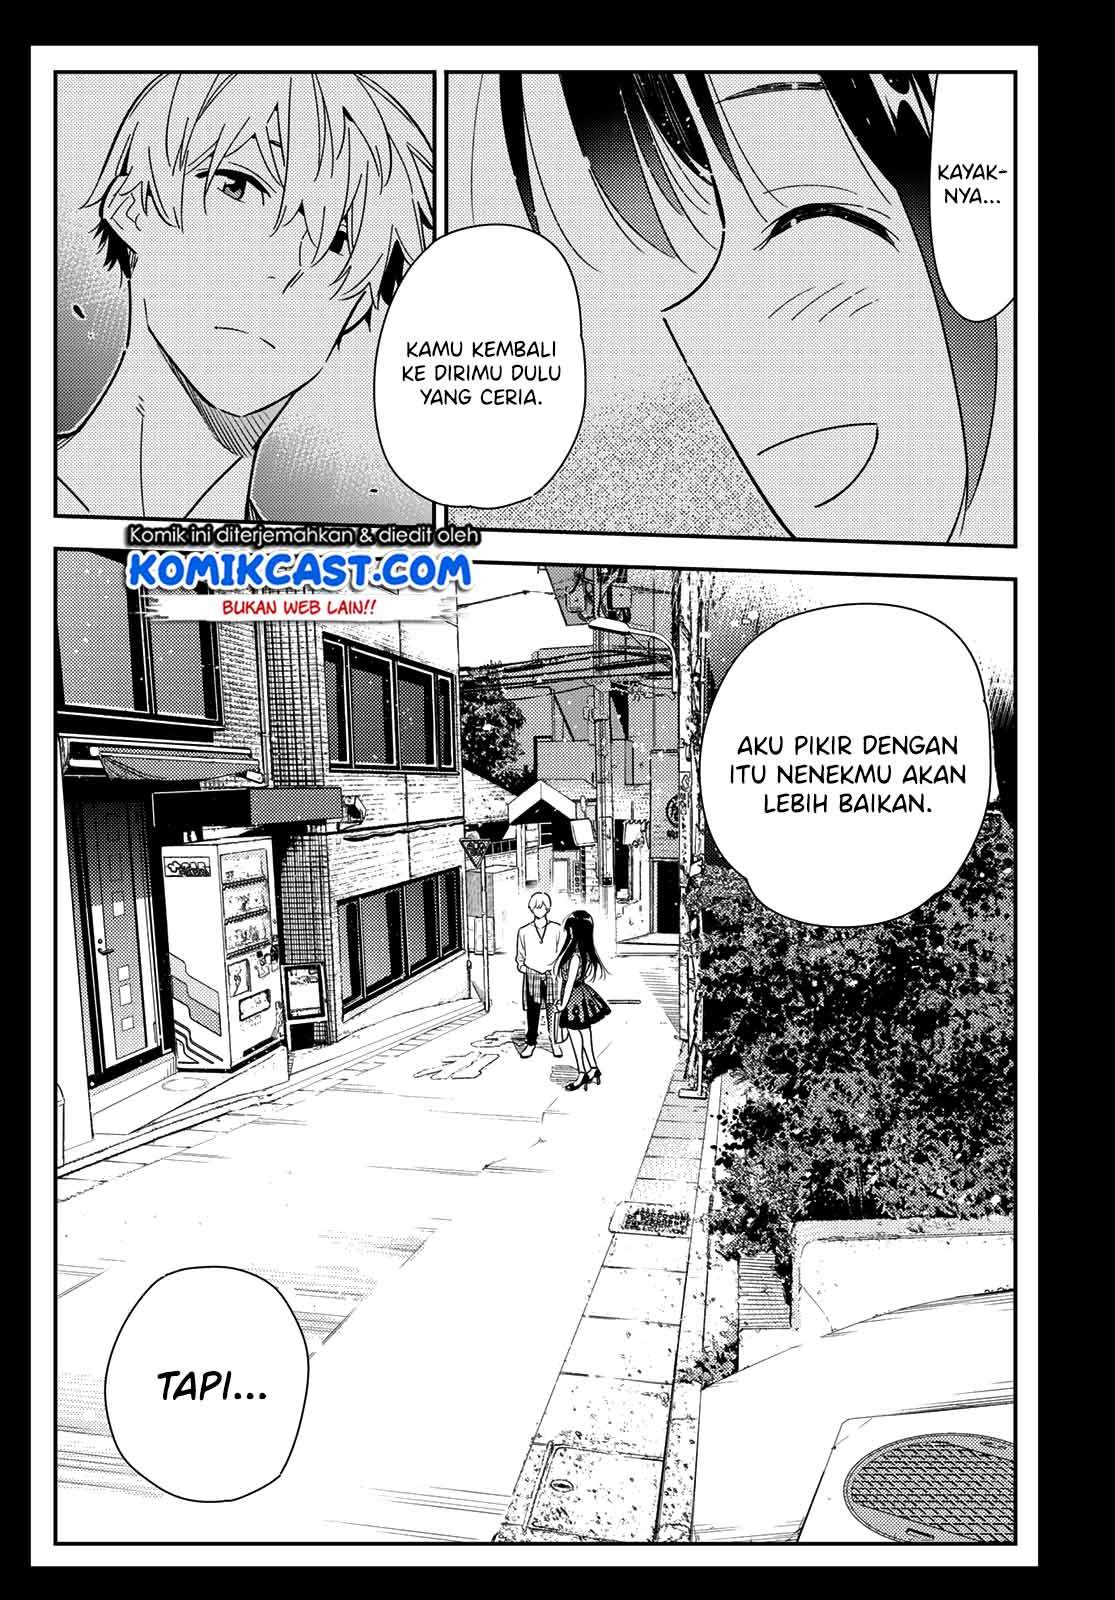 KAYAK-
NYA...
KAMU KEMBALI
KE DIRIMU DULU
YANG CERIA.
Komik ini diterjemahkan & diedit oleh
KOMIKCAST.COM
BUKAN WEB LAIN!!
AKU PIKIR DENGAN
ITU NENEKMU AKAN
LEBIH BAIKAN.
TAPI...